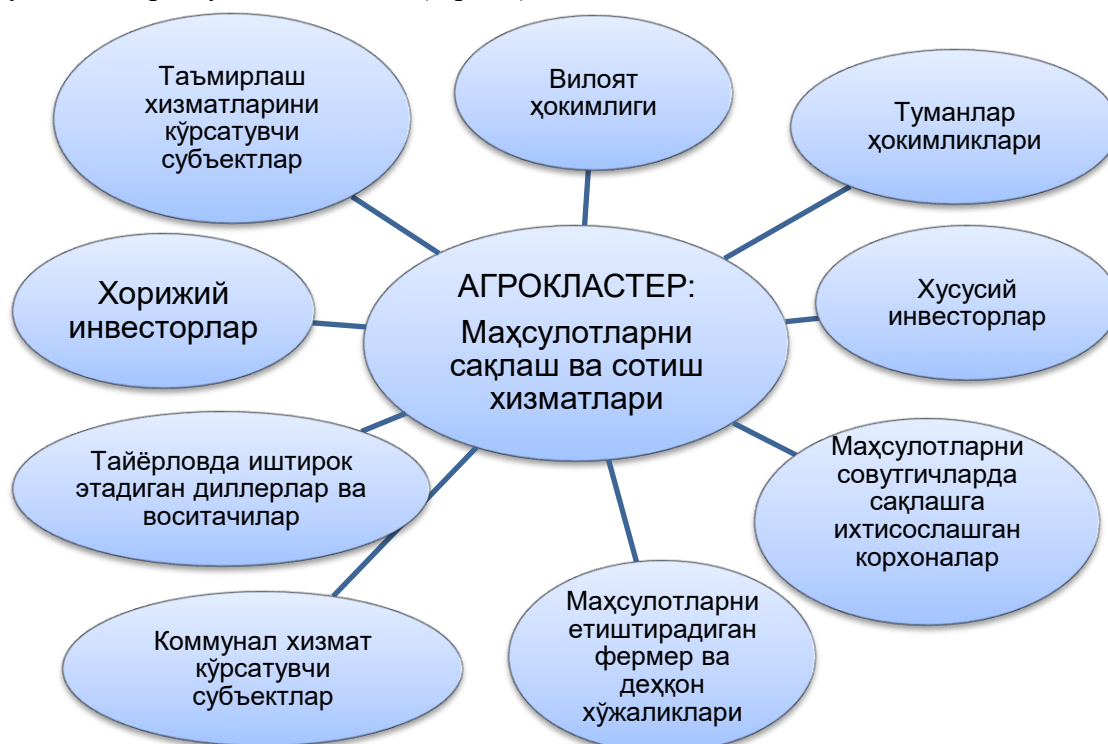 Таъмирлаш
хизматларини
кўрсатувчи
субъектлар
Вилоят
ҳокимлиги
Туманлар
ҳокимликлари
Хорижий
инвесторлар
АГРОКЛАСТЕР:
Маҳсулотларни
сақлаш ва сотиш
хизматлари
Хусусий
инвесторлар
Тайёрловда иштирок
этадиган диллерлар ва
воситачилар
Маҳсулотларни
совутгичларда
сақлашга
ихтисослашган
корхоналар
Коммунал хизмат
кўрсатувчи
субъектлар
Маҳсулотларни
етиштирадиган
фермер ва
деҳқон
хўжаликлари